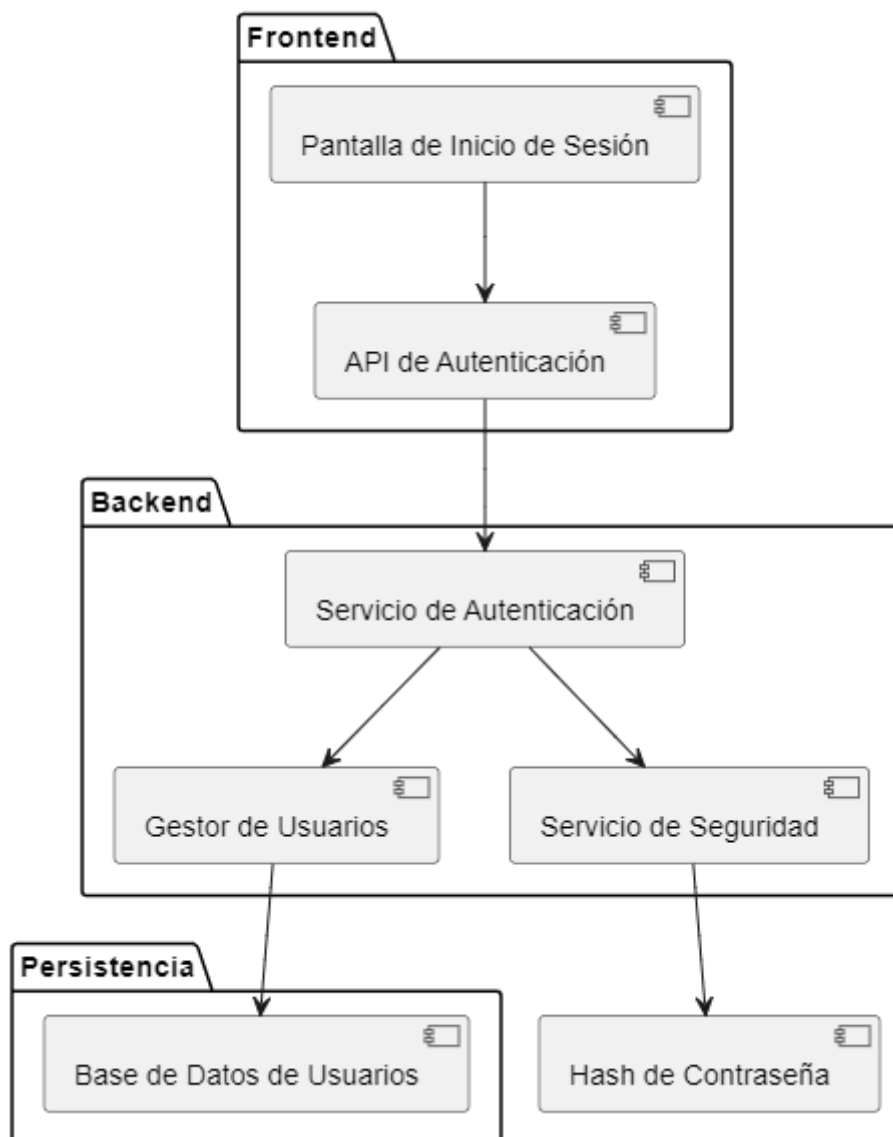 Frontend
Pantalla de Inicio de Sesión
API de Autenticación
Backend
Servicio de Autenticación
Gestor de Usuarios
Servicio de Seguridad
Persistencia
Base de Datos de Usuarios
Hash de Contraseña